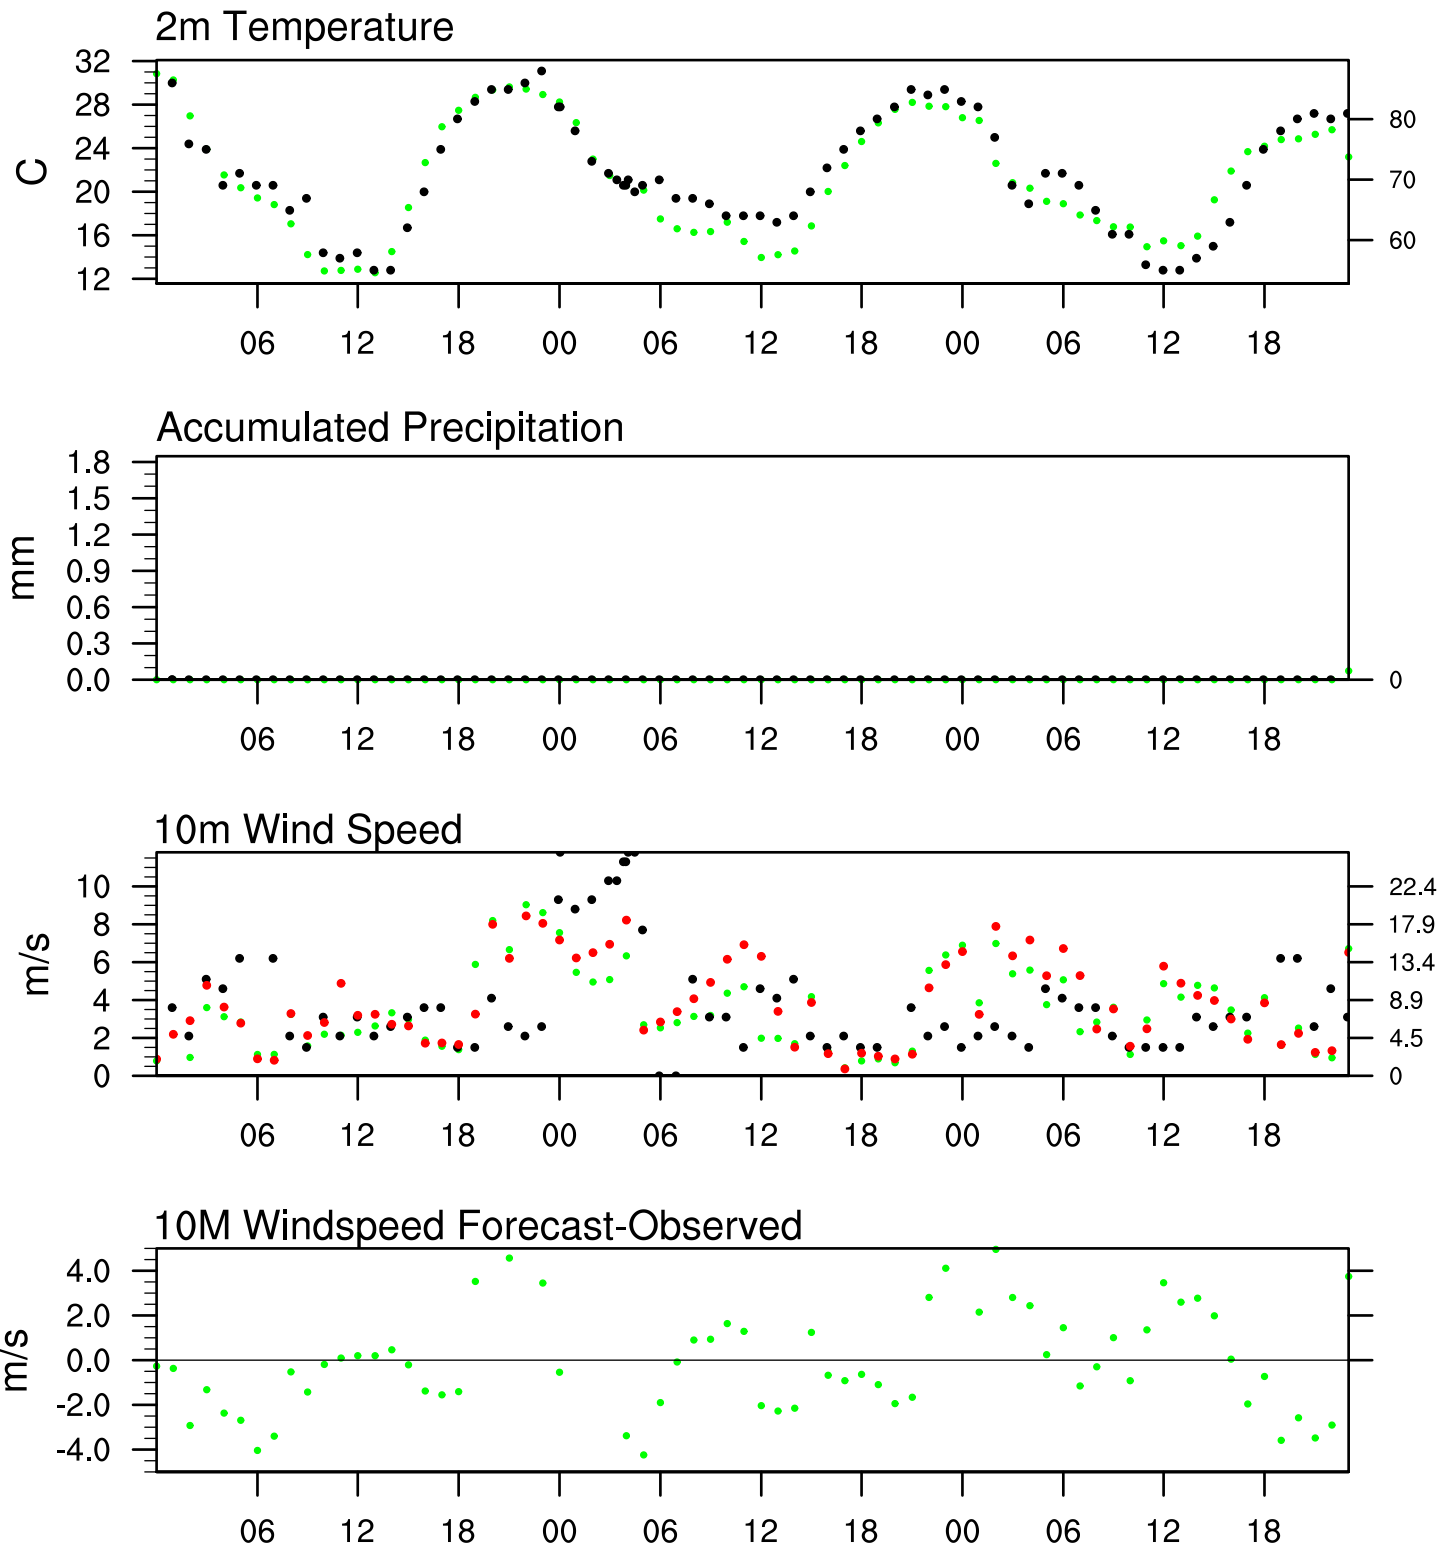 2m Temperature
32
28
24
20
16
12
C
80
70
60
06 12 18 00 06 12 18 00 06 12 18
Accumulated Precipitation
1.8
1.5
1.2
0.9
0.6
0.3
0.0
mm
0
06 12 18 00 06 12 18 00 06 12 18
10m Wind Speed
10
8
6
4
2
0
m/s
22.4
17.9
13.4
8.9
4.5
0
06 12 18 00 06 12 18 00 06 12 18
10M Windspeed Forecast-Observed
4.0
2.0
0.0
-2.0
-4.0
m/s
06 12 18 00 06 12 18 00 06 12 18